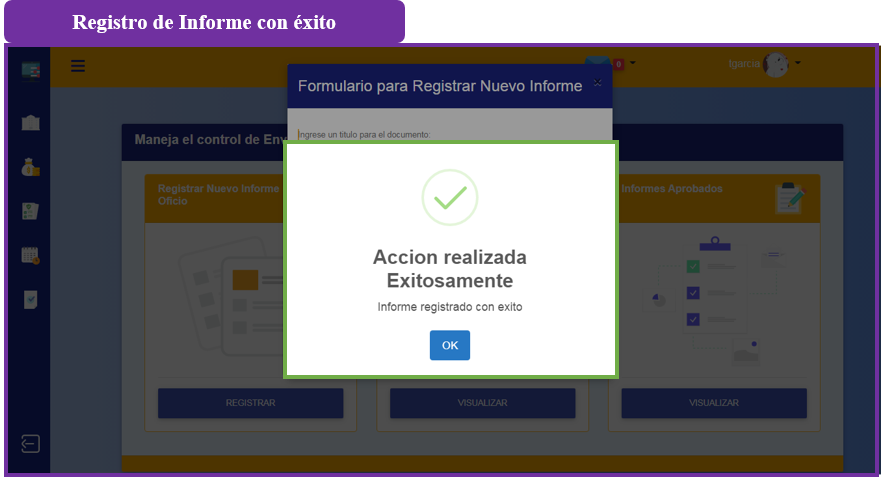 Registro de Informe con éxito
0
lgarcia
Formulario para Registrar Nuevo Informe ×
Ingrese un titulo para el documento:
Maneja el control de
Registrar Nuevo Informe
Oficio
Informes Aprobados
Accion realizada
Exitosamente
Informe registrado con exito
OK
REGISTRAR
VISUALIZAR
VISUALIZAR